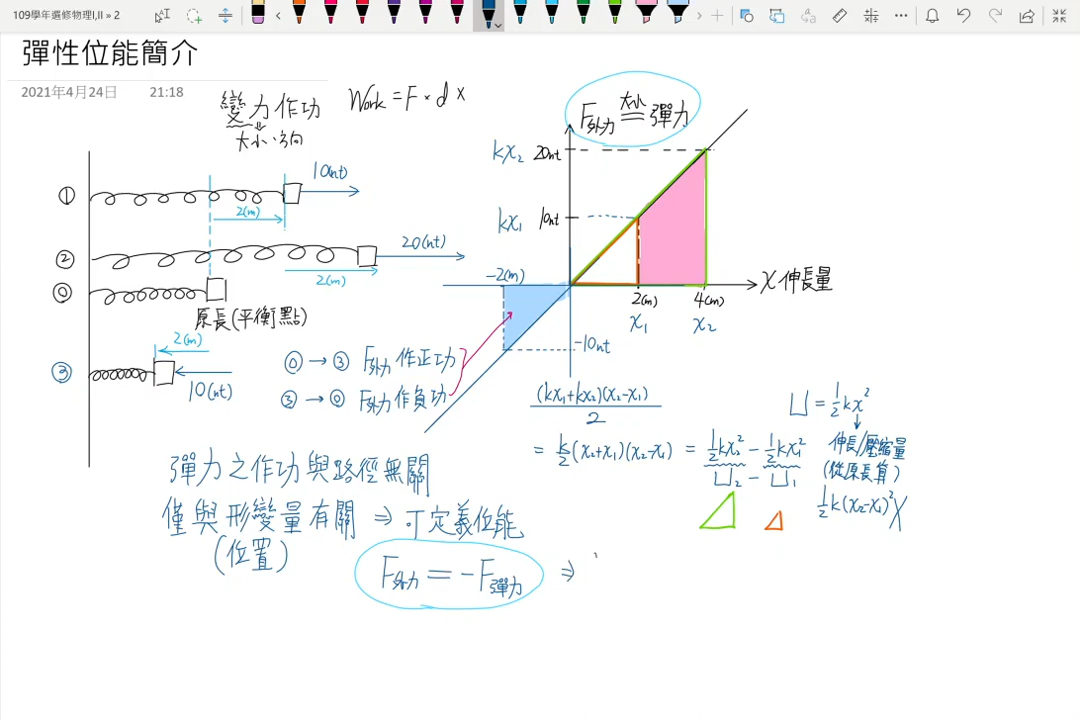 109學年選修物理I,II » 2
彈性位能簡介
2021年4月24日 21:18
變力作功
大小、方向
Work = F × d ×
F外力 大小= 彈力
kx₂ 20nt
kx₁ 10nt
① 10(nt)
2(m)
② 20(nt)
2(m)
⓪
原長(平衡點)
2(m)
③
10(nt)
-2(m)
2(m) 4(m)
x₁ x₂
X 伸長量
-10nt
⓪ → ③ F外力 作正功
③ → ⓪ F外力 作負功
(kx₁+kx₂)(x₂-x₁)
2
= k/2 (x₂+x₁)(x₂-x₁) = 1/2 kx₂² - 1/2 kx₁²
U₂ - U₁
U = 1/2 kx²
伸長/壓縮量
(從原長算)
1/2 k(x₂-x₁)² X
彈力之作功與路徑無關
僅與形變量有關 ⇒ 可定義位能
(位置)
F外力 = -F彈力 ⇒